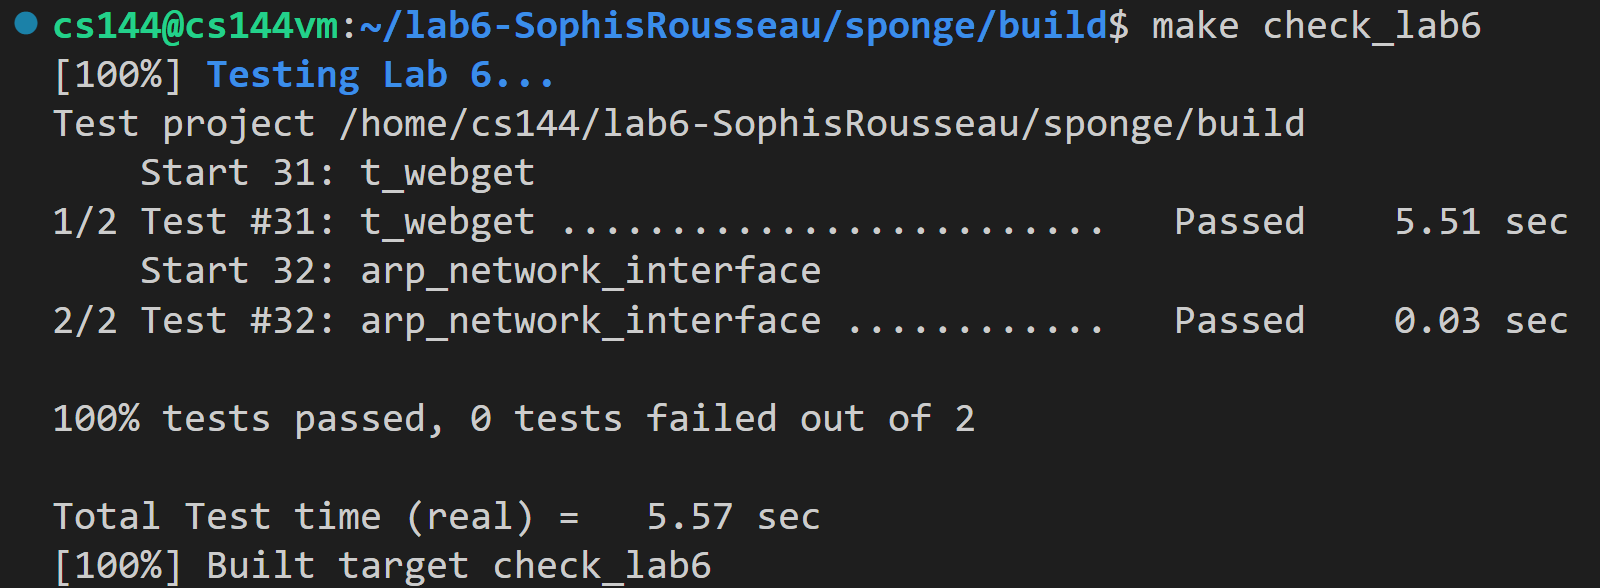 cs144@cs144vm:~/lab6-SophisRousseau/sponge/build$ make check_lab6
[100%] Testing Lab 6...
Test project /home/cs144/lab6-SophisRousseau/sponge/build
    Start 31: t_webget
1/2 Test #31: t_webget .........................   Passed    5.51 sec
    Start 32: arp_network_interface
2/2 Test #32: arp_network_interface ............   Passed    0.03 sec

100% tests passed, 0 tests failed out of 2

Total Test time (real) =   5.57 sec
[100%] Built target check_lab6